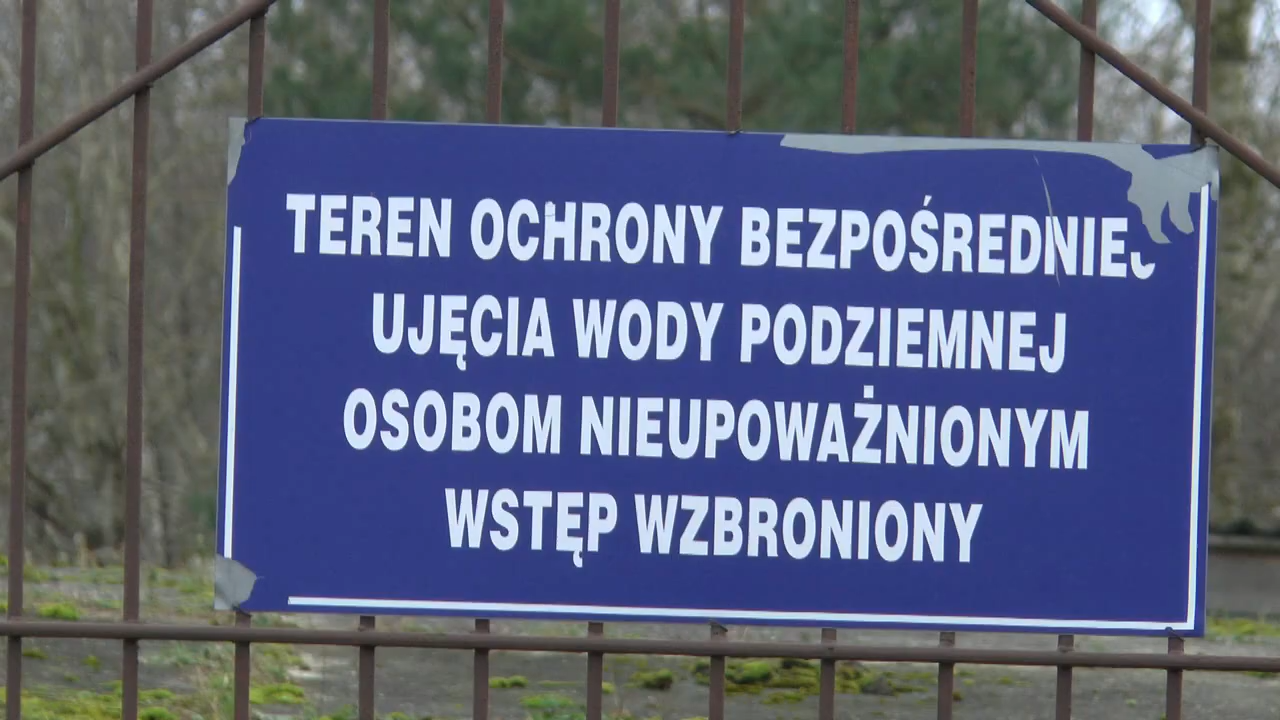 TEREN OCHRONY BEZPOŚREDNIEJ
UJĘCIA WODY PODZIEMNEJ
OSOBOM NIEUPOWAŻNIONYM
WSTĘP WZBRONIONY